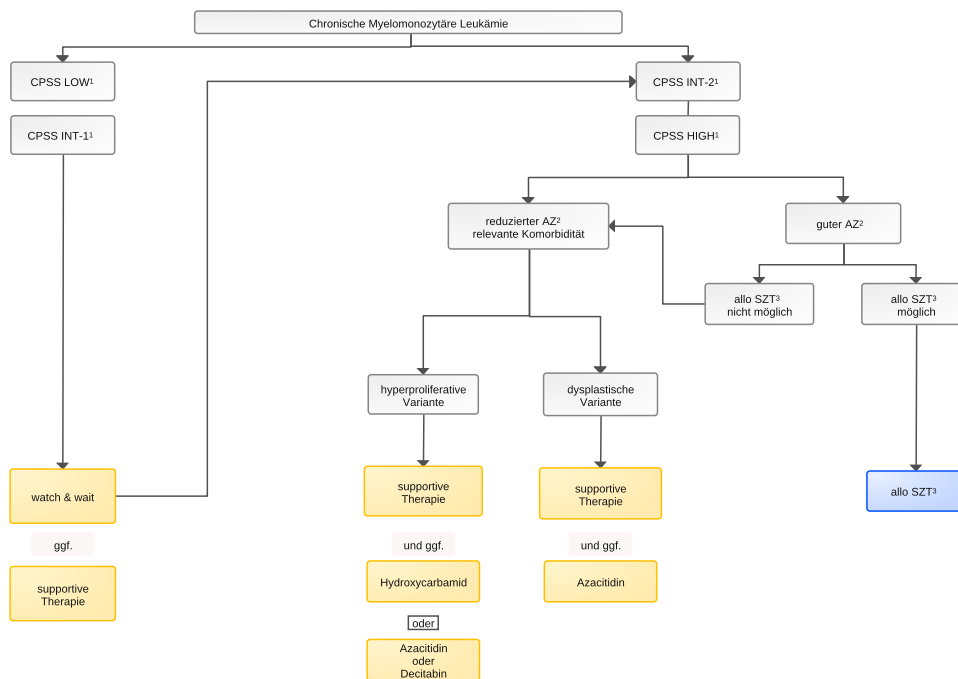 Chronische Myelomonozytäre Leukämie
CPSS LOW¹
CPSS INT-2¹
CPSS INT-1¹
CPSS HIGH¹
reduzierter AZ²
relevante Komorbidität
guter AZ²
allo SZT³
nicht möglich
allo SZT³
möglich
hyperproliferative
Variante
dysplastische
Variante
watch & wait
supportive
Therapie
supportive
Therapie
allo SZT³
ggf.
und ggf.
und ggf.
supportive
Therapie
Hydroxycarbamid
Azacitidin
oder
Azacitidin
oder
Decitabin